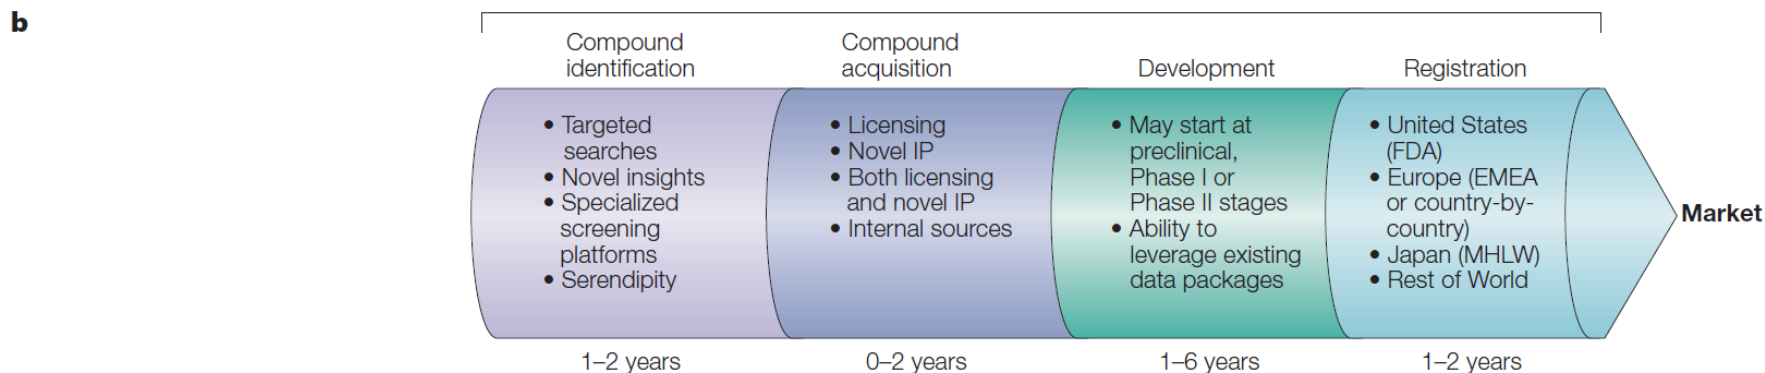 b
Compound
identification
Compound
acquisition
Development
Registration
• Targeted
searches
• Novel insights
• Specialized
screening
platforms
• Serendipity
• Licensing
• Novel IP
• Both licensing
and novel IP
• Internal sources
• May start at
preclinical,
Phase I or
Phase II stages
• Ability to
leverage existing
data packages
• United States
(FDA)
• Europe (EMEA
or country-by-
country)
• Japan (MHLW)
• Rest of World
Market
1–2 years
0–2 years
1–6 years
1–2 years